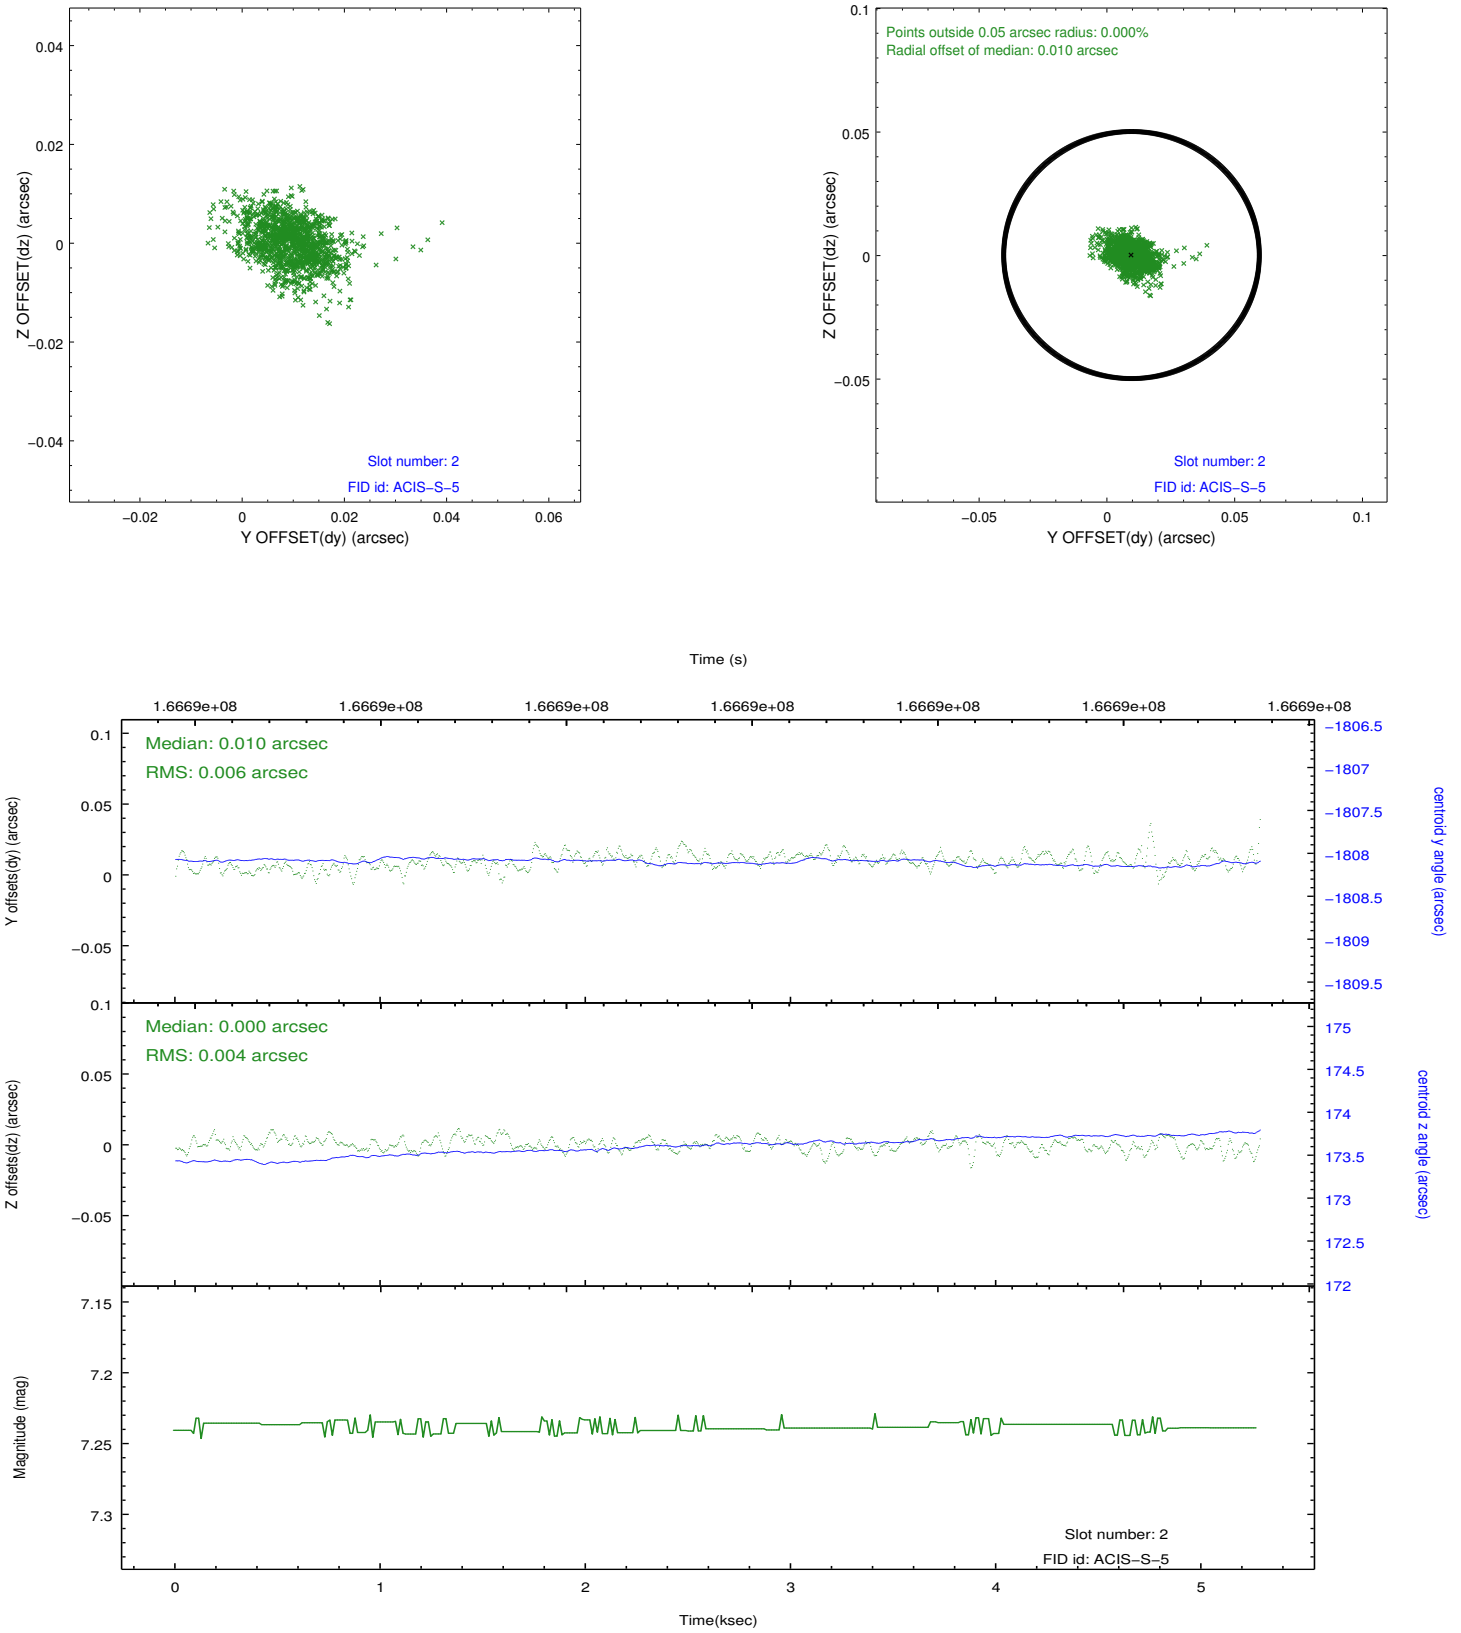 0.04
0.02
0
−0.02
−0.04
Z OFFSET(dz) (arcsec)
Slot number: 2
FID id: ACIS−S−5
−0.02 0 0.02 0.04 0.06
Y OFFSET(dy) (arcsec)
0.1
0.05
0
−0.05
Z OFFSET(dz) (arcsec)
Points outside 0.05 arcsec radius: 0.000%
Radial offset of median: 0.010 arcsec
Slot number: 2
FID id: ACIS−S−5
−0.05 0 0.05 0.1
Y OFFSET(dy) (arcsec)
Time (s)
1.6669e+08 1.6669e+08 1.6669e+08 1.6669e+08 1.6669e+08 1.6669e+08 1.6669e+08
0.1
0.05
0
−0.05
Y offsets(dy) (arcsec)
Median: 0.010 arcsec
RMS: 0.006 arcsec
−1806.5
−1807
−1807.5
−1808
−1808.5
−1809
−1809.5
centroid y angle (arcsec)
0.1
0.05
0
−0.05
Z offsets(dz) (arcsec)
Median: 0.000 arcsec
RMS: 0.004 arcsec
175
174.5
174
173.5
173
172.5
172
centroid z angle (arcsec)
7.15
7.2
7.25
7.3
Magnitude (mag)
Slot number: 2
FID id: ACIS−S−5
0 1 2 3 4 5
Time(ksec)